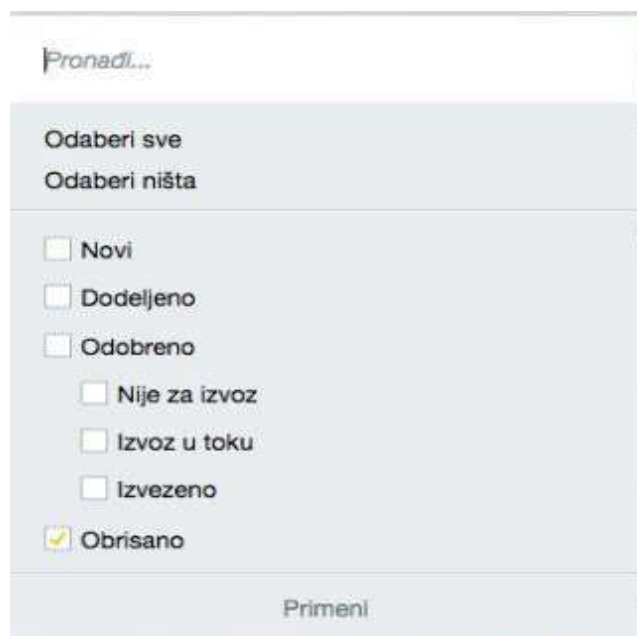 Pronađi...
Odaberi sve
Odaberi ništa
Novi
Dodeljeno
Odobreno
Nije za izvoz
Izvoz u toku
Izvezeno
Obrisano
Primeni